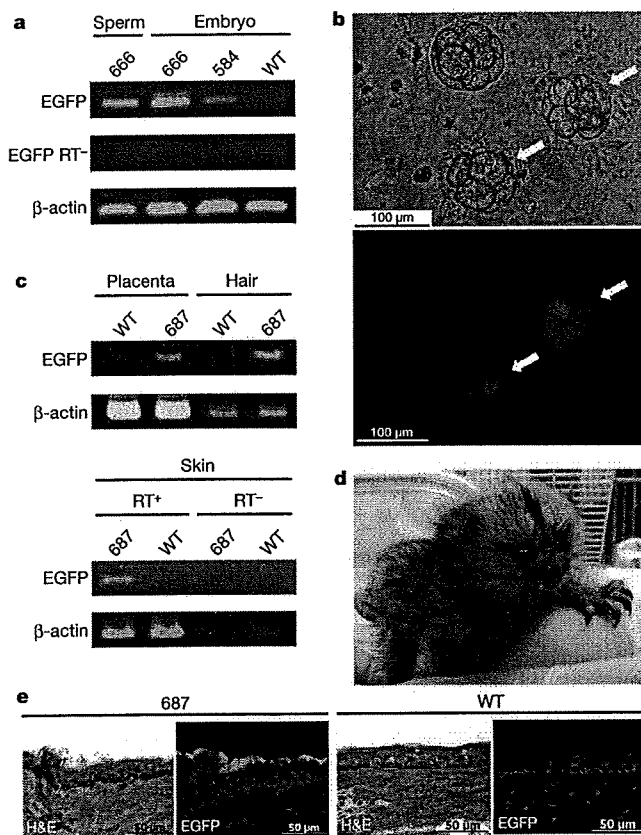 a
Sperm Embryo
666 666 584 WT
EGFP
EGFP RT⁻
β-actin
b
100 µm
100 µm
c
Placenta Hair
WT 687 WT 687
EGFP
β-actin
Skin
RT⁺ RT⁻
687 WT 687 WT
EGFP
β-actin
d
e
687 WT
H&E 50 µm EGFP 50 µm H&E 50 µm EGFP 50 µm